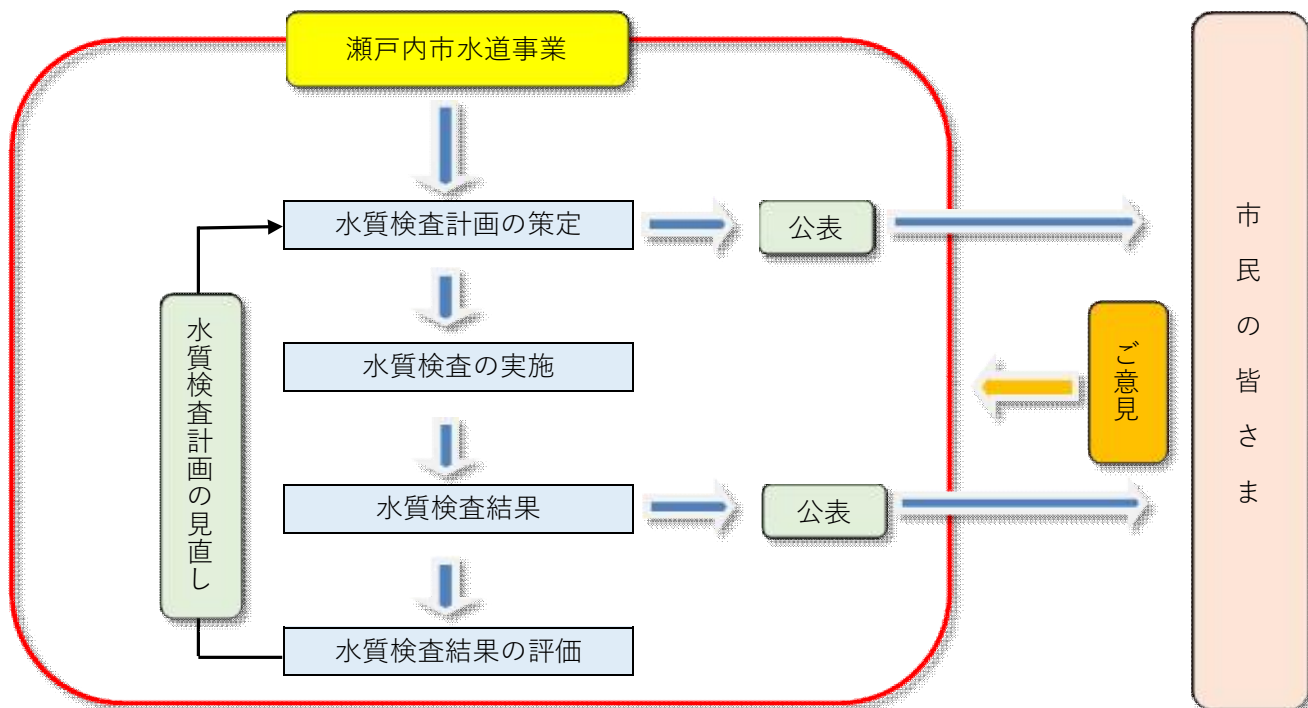 瀬戸内市水道事業
水質検査計画の策定
公表
水質検査の実施
水質検査結果
公表
水質検査結果の評価
水質検査計画の見直し
ご意見
市民の皆さま